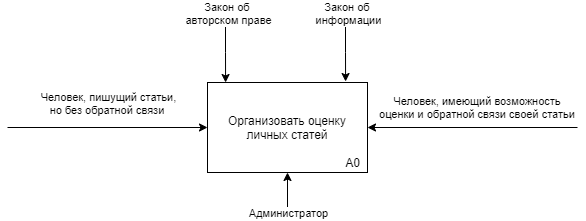 Закон об
авторском праве
Закон об
информации
Человек, пишущий статьи,
но без обратной связи
Организовать оценку
личных статей
A0
Человек, имеющий возможность
оценки и обратной связи своей статьи
Администратор